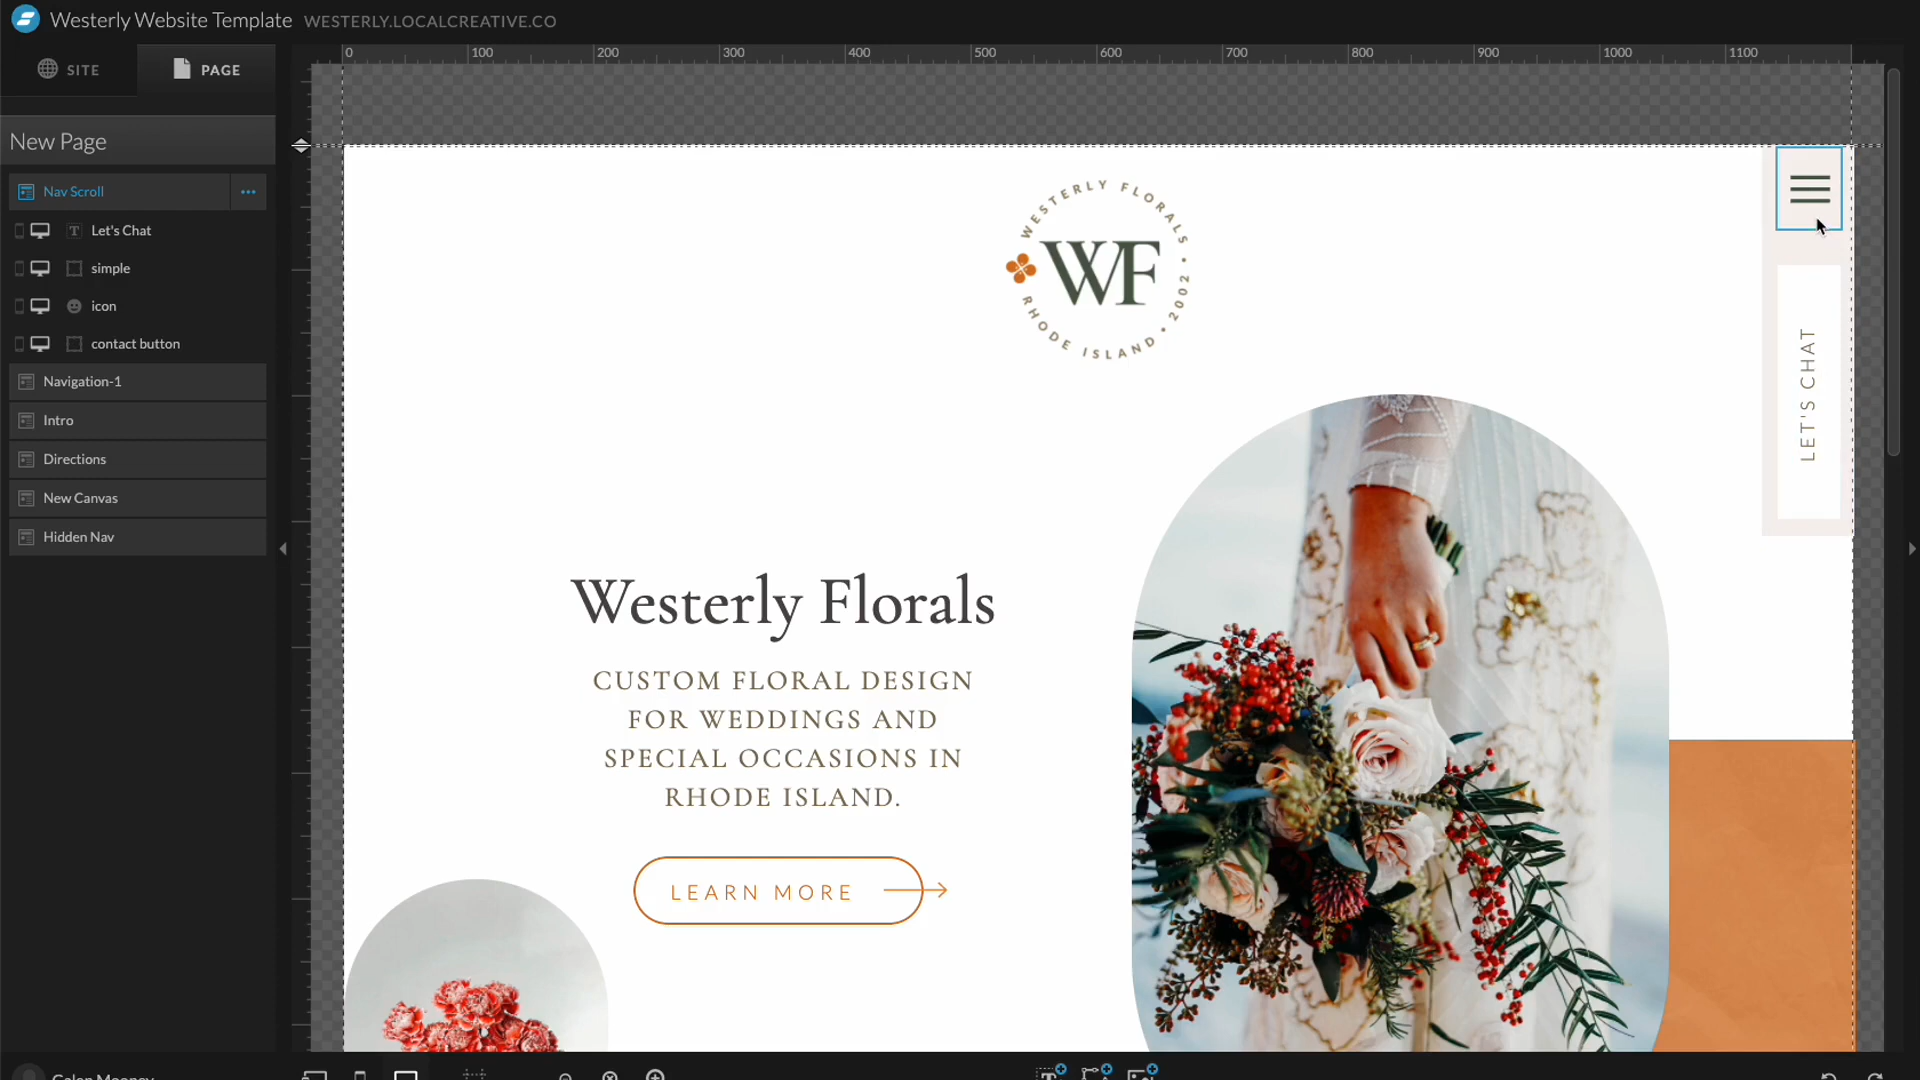 Westerly Website Template WESTERLY.LOCALCREATIVE.CO
SITE
PAGE
0 100 200 300 400 500 600 700 800 900 1000 1100
New Page
Nav Scroll
Let's Chat
simple
icon
contact button
Navigation-1
Intro
Directions
New Canvas
Hidden Nav
WESTERLY FLORALS • 2002 • RHODE ISLAND
WF
LET'S CHAT
Westerly Florals
CUSTOM FLORAL DESIGN
FOR WEDDINGS AND
SPECIAL OCCASIONS IN
RHODE ISLAND.
LEARN MORE